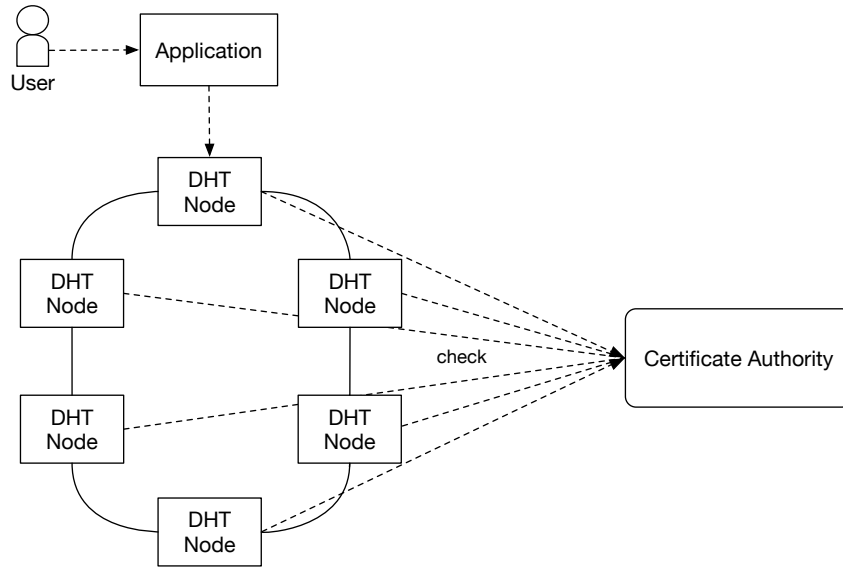 Application
User
DHT
Node
DHT
Node
DHT
Node
check
Certificate Authority
DHT
Node
DHT
Node
DHT
Node